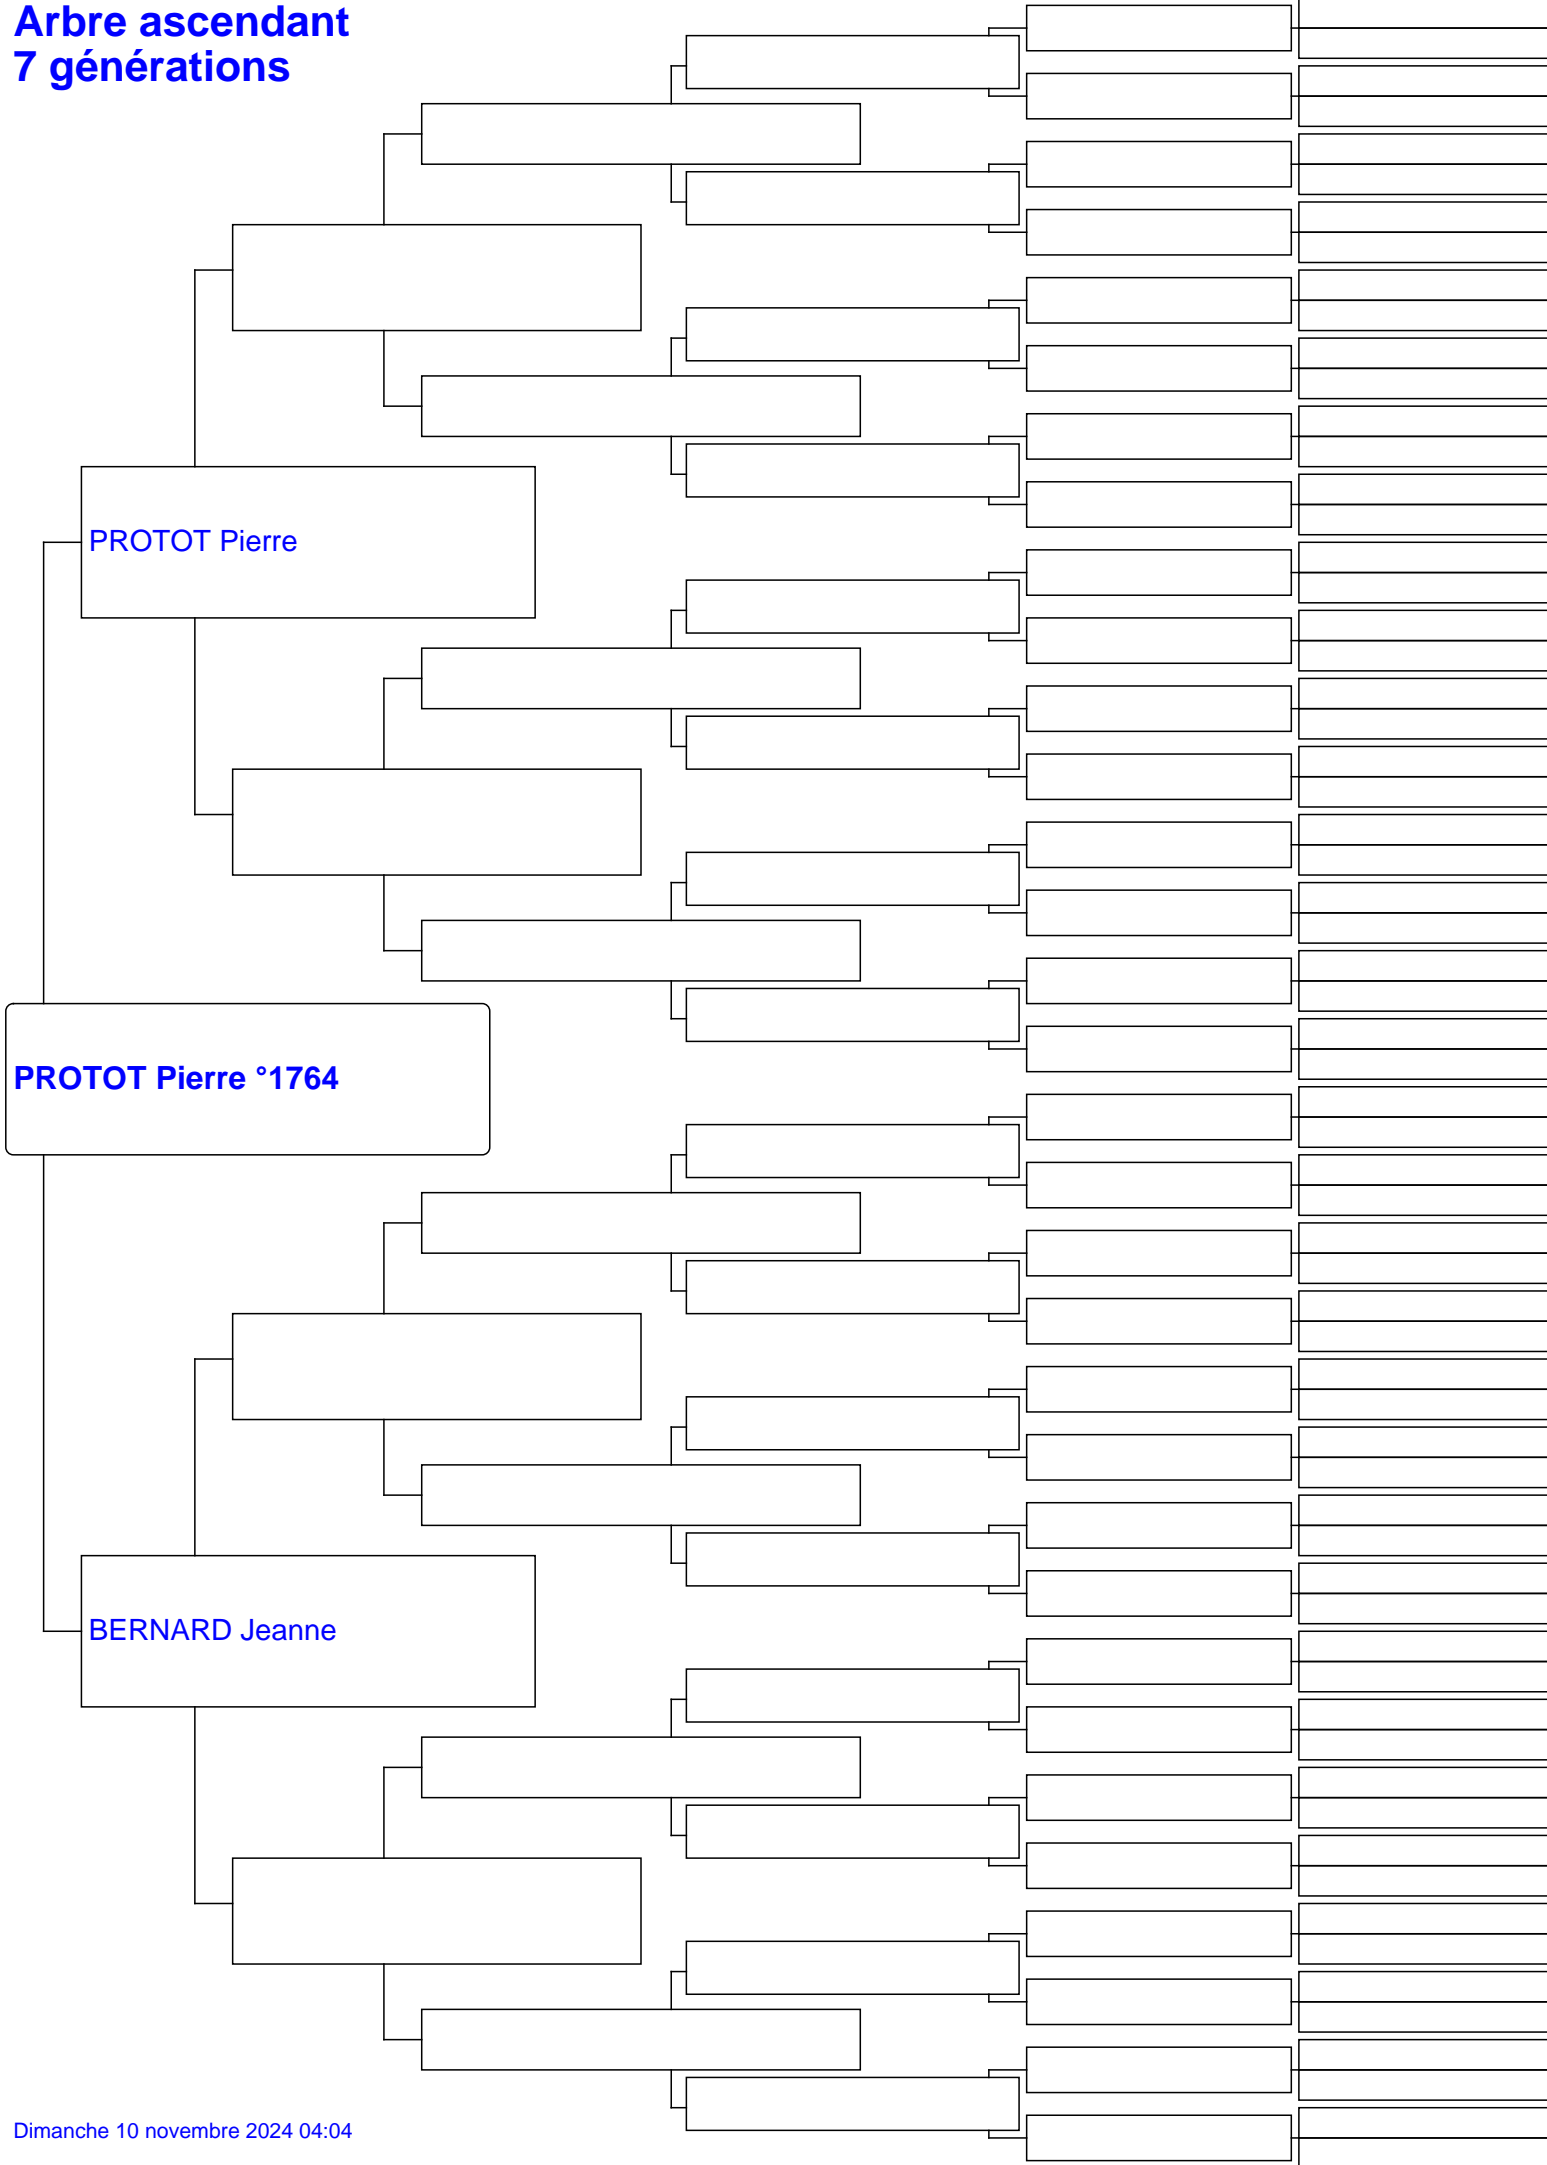 Arbre ascendant
7 générations
PROTOT Pierre
PROTOT Pierre °1764
BERNARD Jeanne
Dimanche 10 novembre 2024 04:04